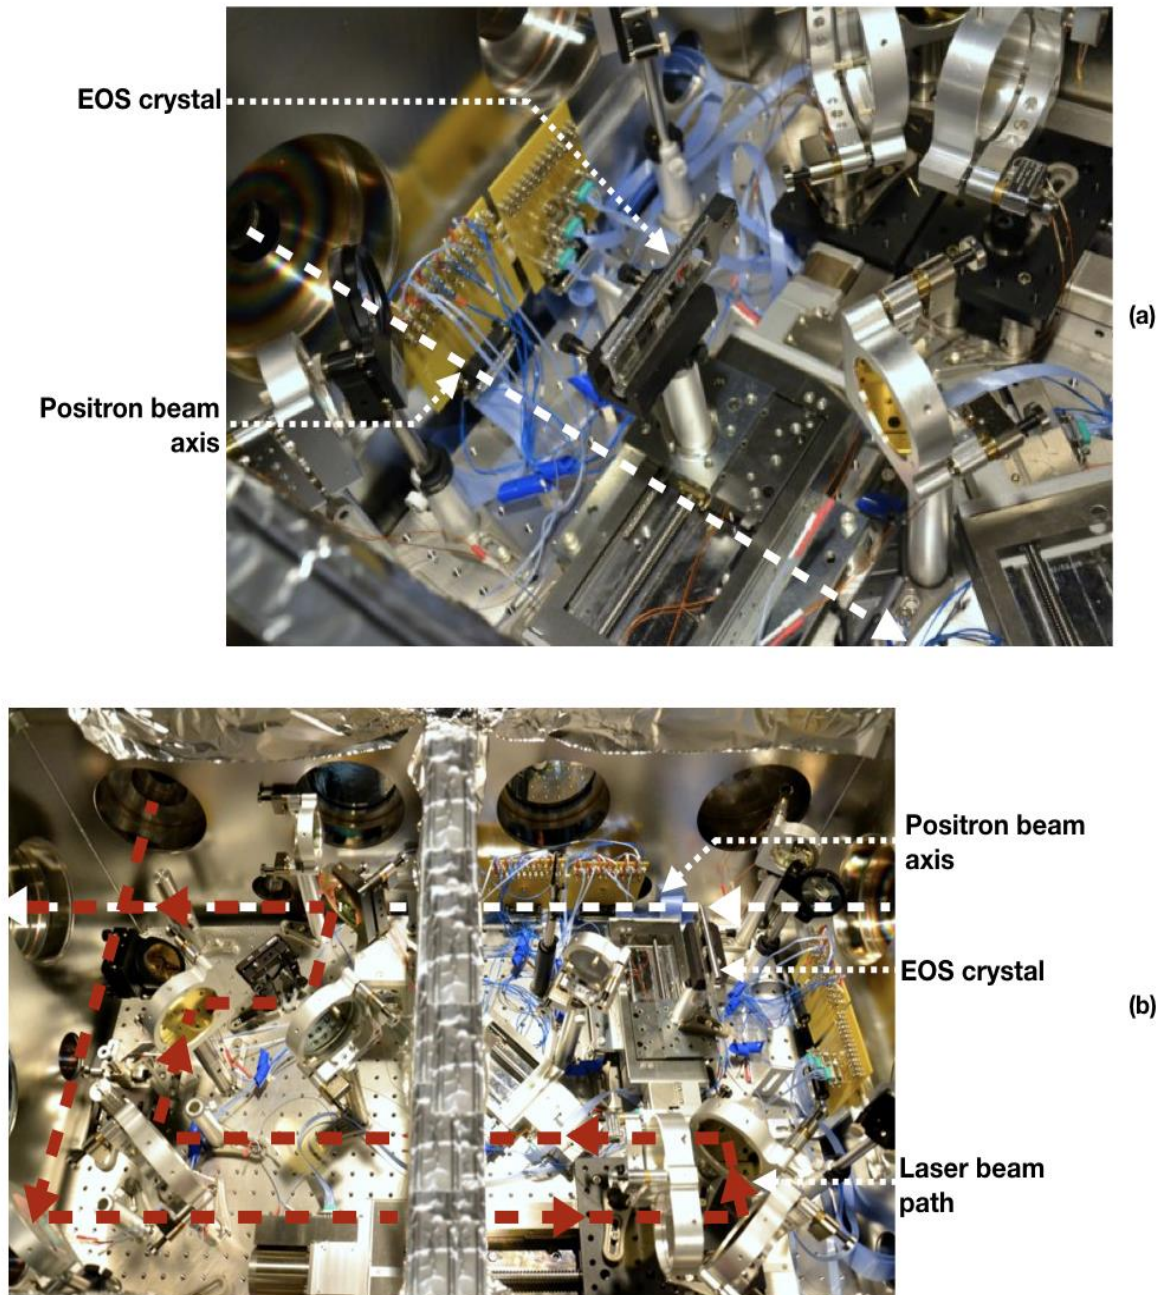 EOS crystal
Positron beam
axis
(a)
Positron beam
axis
EOS crystal
(b)
Laser beam
path